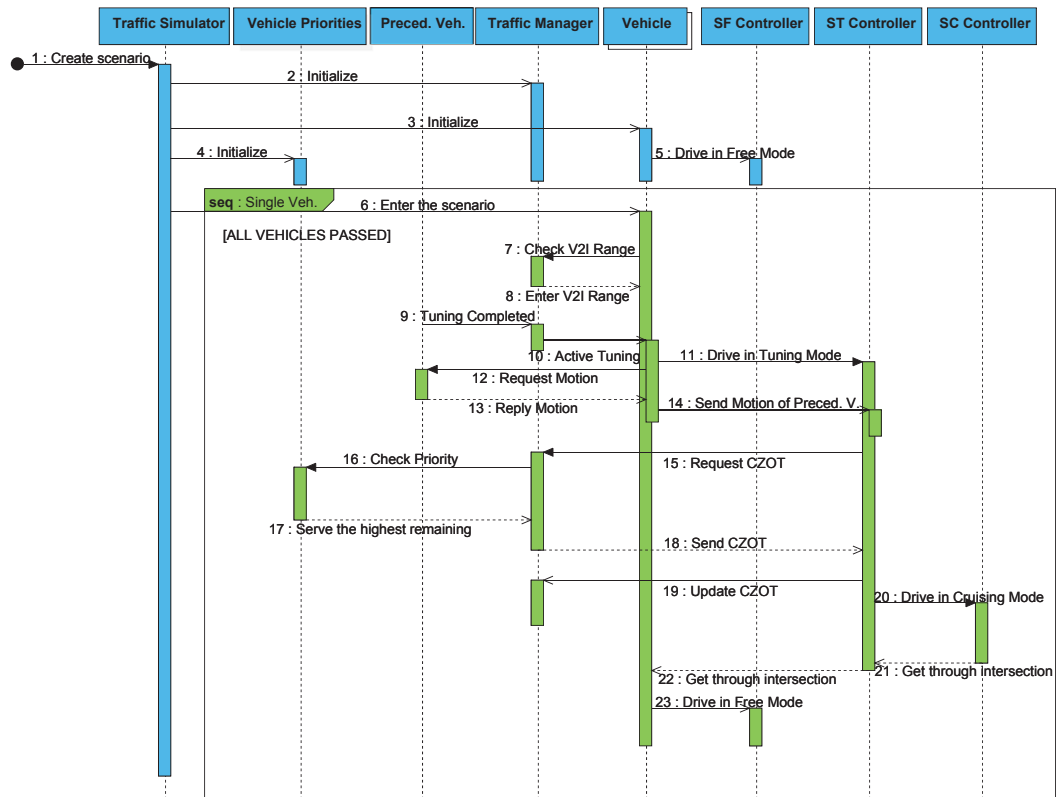 Traffic Simulator
Vehicle Priorities
Preced. Veh.
Traffic Manager
Vehicle
SF Controller
ST Controller
SC Controller
1 : Create scenario
2 : Initialize
3 : Initialize
4 : Initialize
5 : Drive in Free Mode
seq : Single Veh.
6 : Enter the scenario
[ALL VEHICLES PASSED]
7 : Check V2I Range
8 : Enter V2I Range
9 : Tuning Completed
10 : Active Tuning
11 : Drive in Tuning Mode
12 : Request Motion
13 : Reply Motion
14 : Send Motion of Preced. V.
15 : Request CZOT
16 : Check Priority
17 : Serve the highest remaining
18 : Send CZOT
19 : Update CZOT
20 : Drive in Cruising Mode
21 : Get through intersection
22 : Get through intersection
23 : Drive in Free Mode